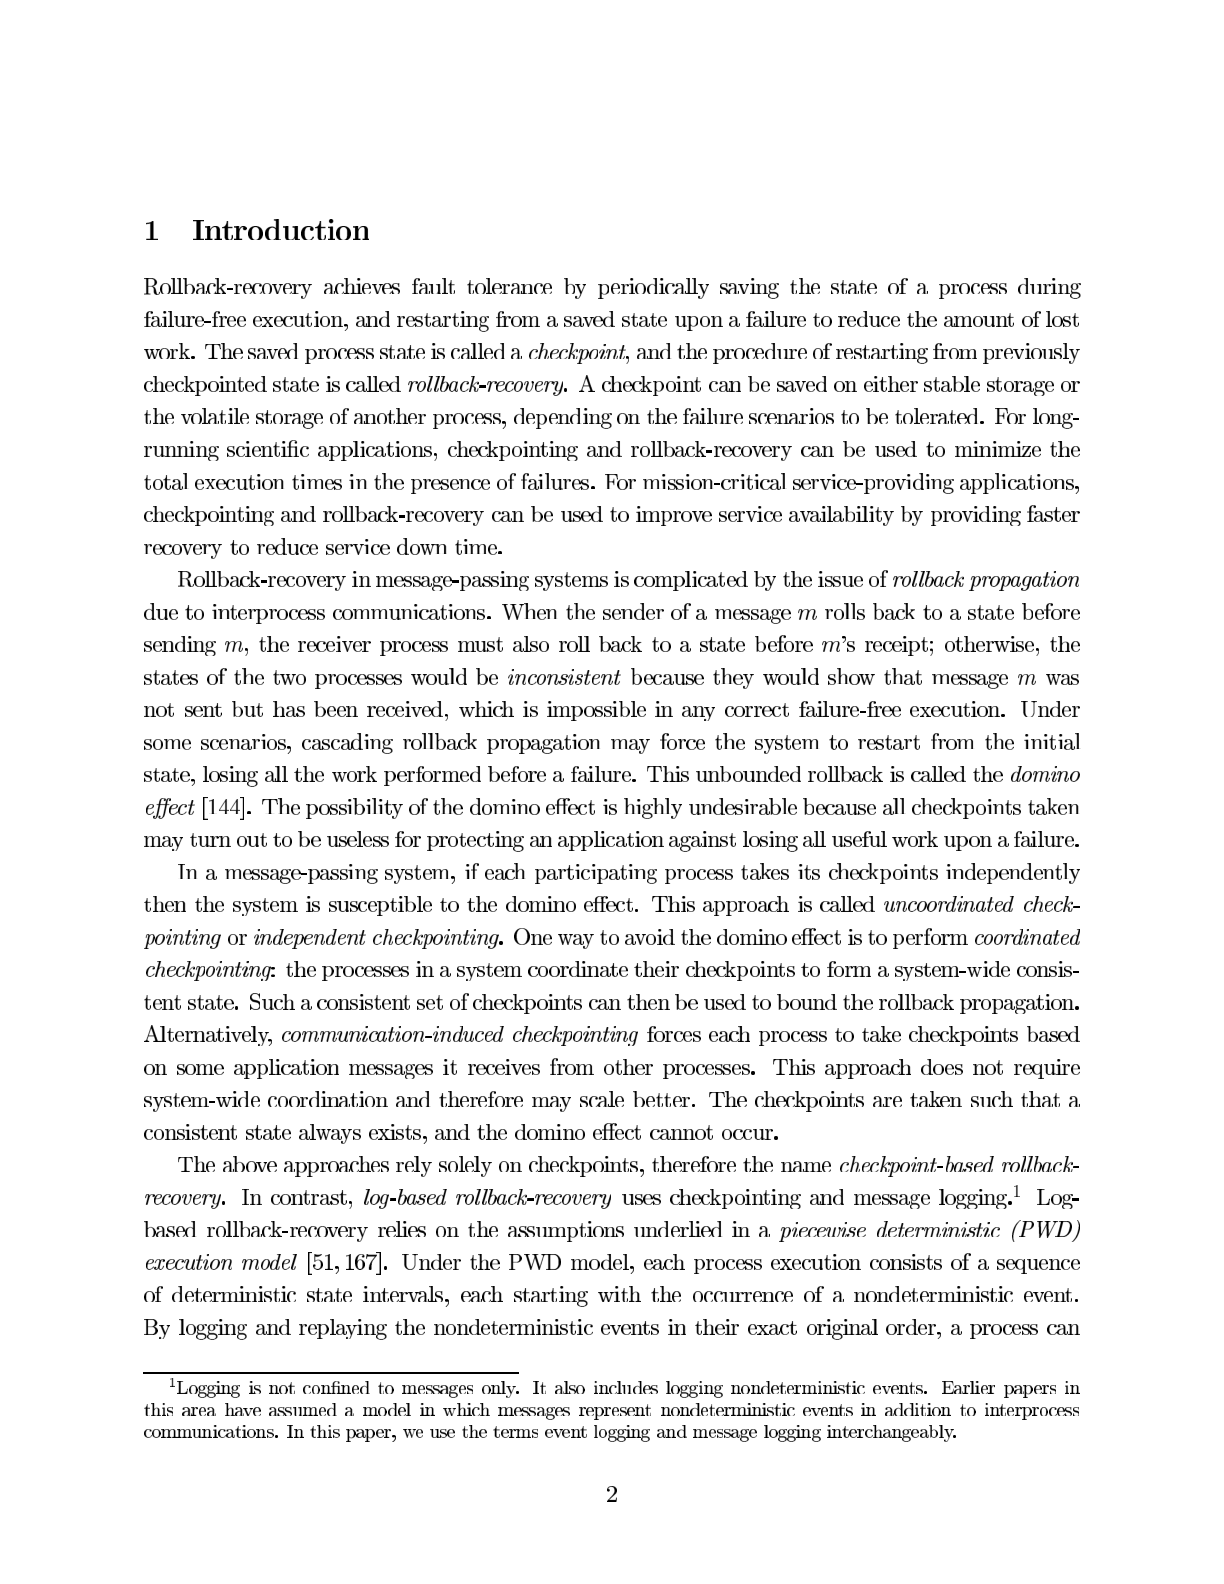 1 Introduction
Rollback-recovery achieves fault tolerance by periodically saving the state of a process during
failure-free execution, and restarting from a saved state upon a failure to reduce the amount of lost
work. The saved process state is called a checkpoint, and the procedure of restarting from previously
checkpointed state is called rollback-recovery. A checkpoint can be saved on either stable storage or
the volatile storage of another process, depending on the failure scenarios to be tolerated. For long-
running scientific applications, checkpointing and rollback-recovery can be used to minimize the
total execution times in the presence of failures. For mission-critical service-providing applications,
checkpointing and rollback-recovery can be used to improve service availability by providing faster
recovery to reduce service down time.
Rollback-recovery in message-passing systems is complicated by the issue of rollback propagation
due to interprocess communications. When the sender of a message m rolls back to a state before
sending m, the receiver process must also roll back to a state before m's receipt; otherwise, the
states of the two processes would be inconsistent because they would show that message m was
not sent but has been received, which is impossible in any correct failure-free execution. Under
some scenarios, cascading rollback propagation may force the system to restart from the initial
state, losing all the work performed before a failure. This unbounded rollback is called the domino
effect [144]. The possibility of the domino effect is highly undesirable because all checkpoints taken
may turn out to be useless for protecting an application against losing all useful work upon a failure.
In a message-passing system, if each participating process takes its checkpoints independently
then the system is susceptible to the domino effect. This approach is called uncoordinated check-
pointing or independent checkpointing. One way to avoid the domino effect is to perform coordinated
checkpointing: the processes in a system coordinate their checkpoints to form a system-wide consis-
tent state. Such a consistent set of checkpoints can then be used to bound the rollback propagation.
Alternatively, communication-induced checkpointing forces each process to take checkpoints based
on some application messages it receives from other processes. This approach does not require
system-wide coordination and therefore may scale better. The checkpoints are taken such that a
consistent state always exists, and the domino effect cannot occur.
The above approaches rely solely on checkpoints, therefore the name checkpoint-based rollback-
recovery. In contrast, log-based rollback-recovery uses checkpointing and message logging.1 Log-
based rollback-recovery relies on the assumptions underlied in a piecewise deterministic (PWD)
execution model [51, 167]. Under the PWD model, each process execution consists of a sequence
of deterministic state intervals, each starting with the occurrence of a nondeterministic event.
By logging and replaying the nondeterministic events in their exact original order, a process can
1Logging is not confined to messages only. It also includes logging nondeterministic events. Earlier papers in
this area have assumed a model in which messages represent nondeterministic events in addition to interprocess
communications. In this paper, we use the terms event logging and message logging interchangeably.
2